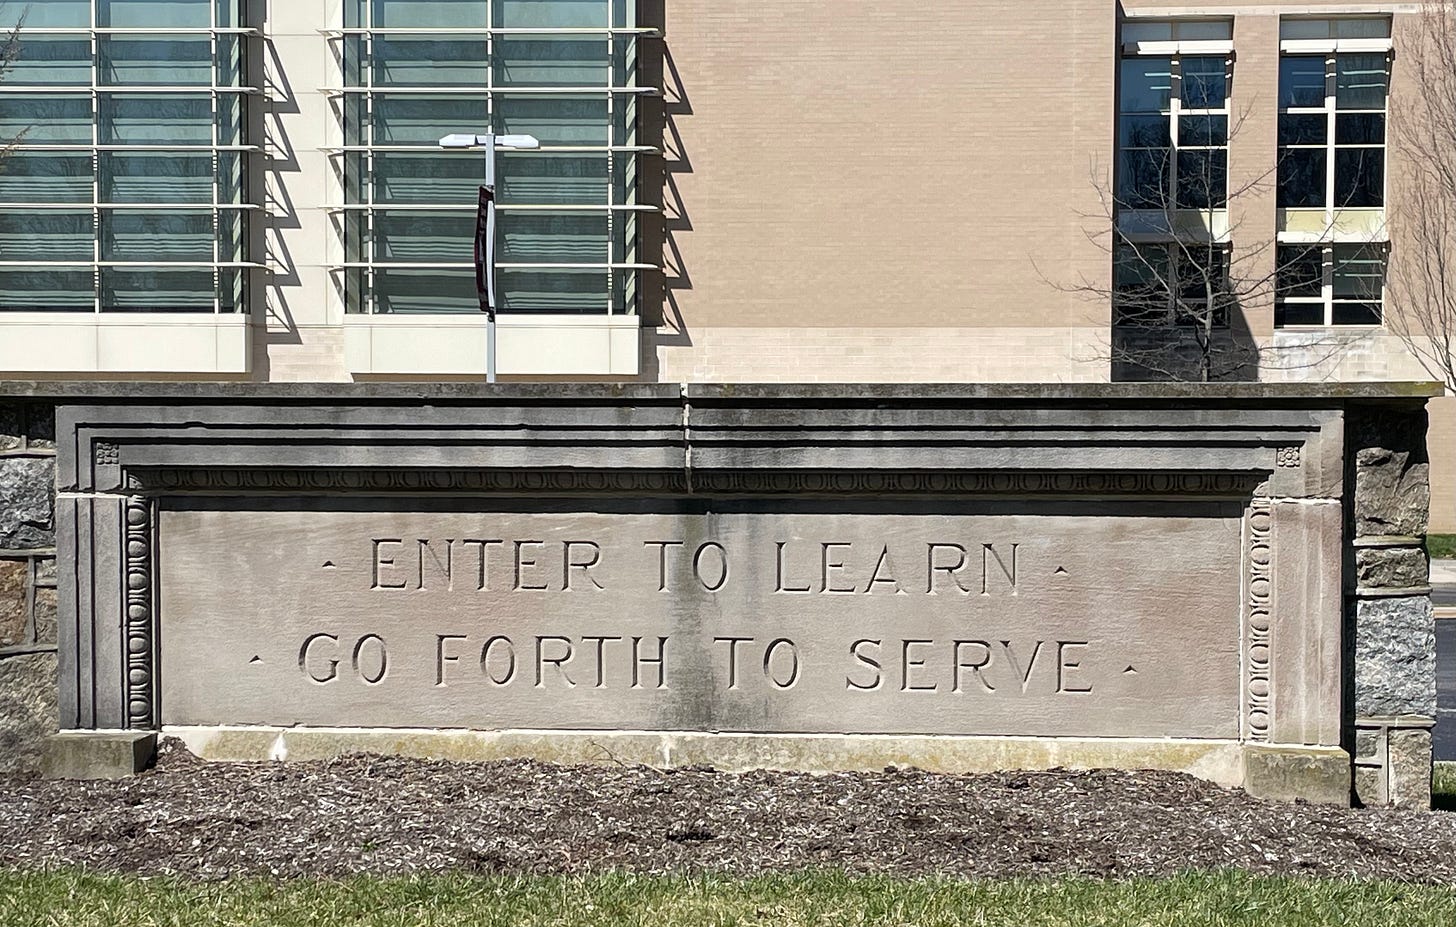 · ENTER TO LEARN ·
· GO FORTH TO SERVE ·